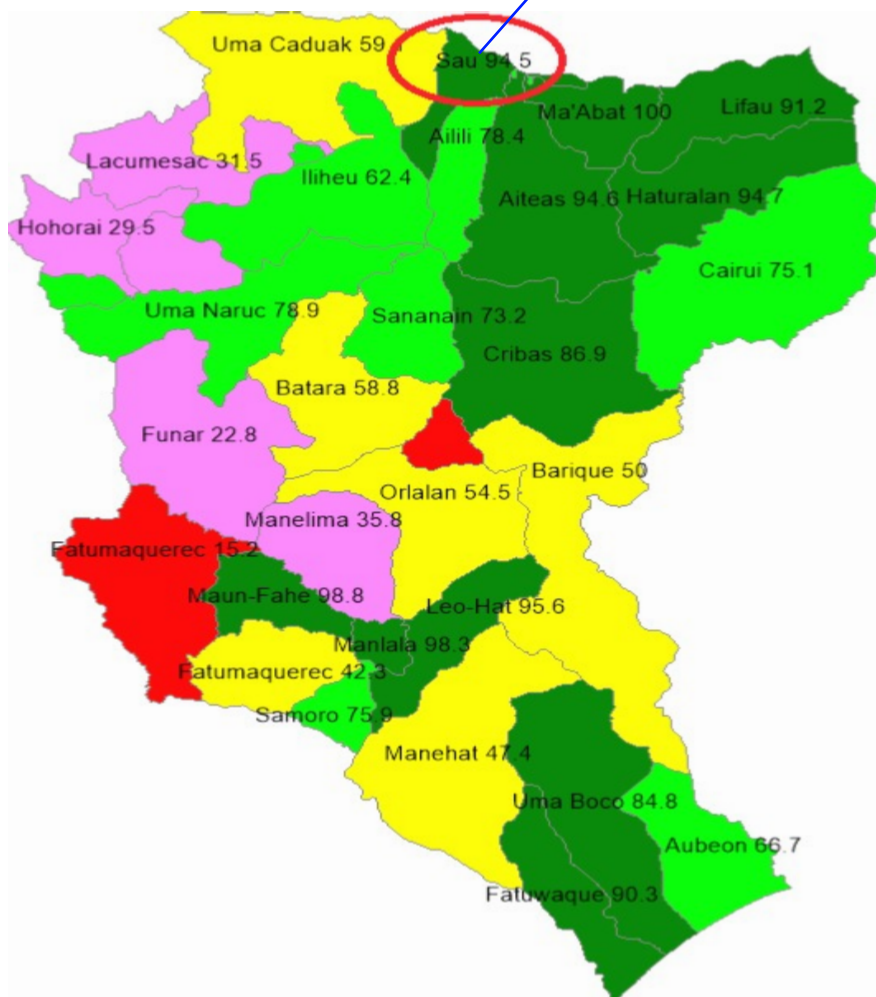 Uma Caduak 59.1
Sau 94.5
Ma'Abat 100
Lifau 91.2
Ailili 78.4
Lacumesac 31.5
Iliheu 62.4
Aiteas 94.6
Haturalan 94.7
Hohorai 29.5
Cairui 75.1
Uma Naruc 78.9
Sananain 73.2
Cribas 86.9
Batara 58.8
Funar 22.8
Barique 50
Orlalan 54.5
Manelima 35.8
Fatumaquerec 15.2
Maun-Fahe 98.8
Leo-Hat 95.6
Manlala 98.3
Fatumaquerec 42.3
Samoro 75.9
Manehat 47.4
Uma Boco 84.8
Aubeon 66.7
Fatuwaque 90.3